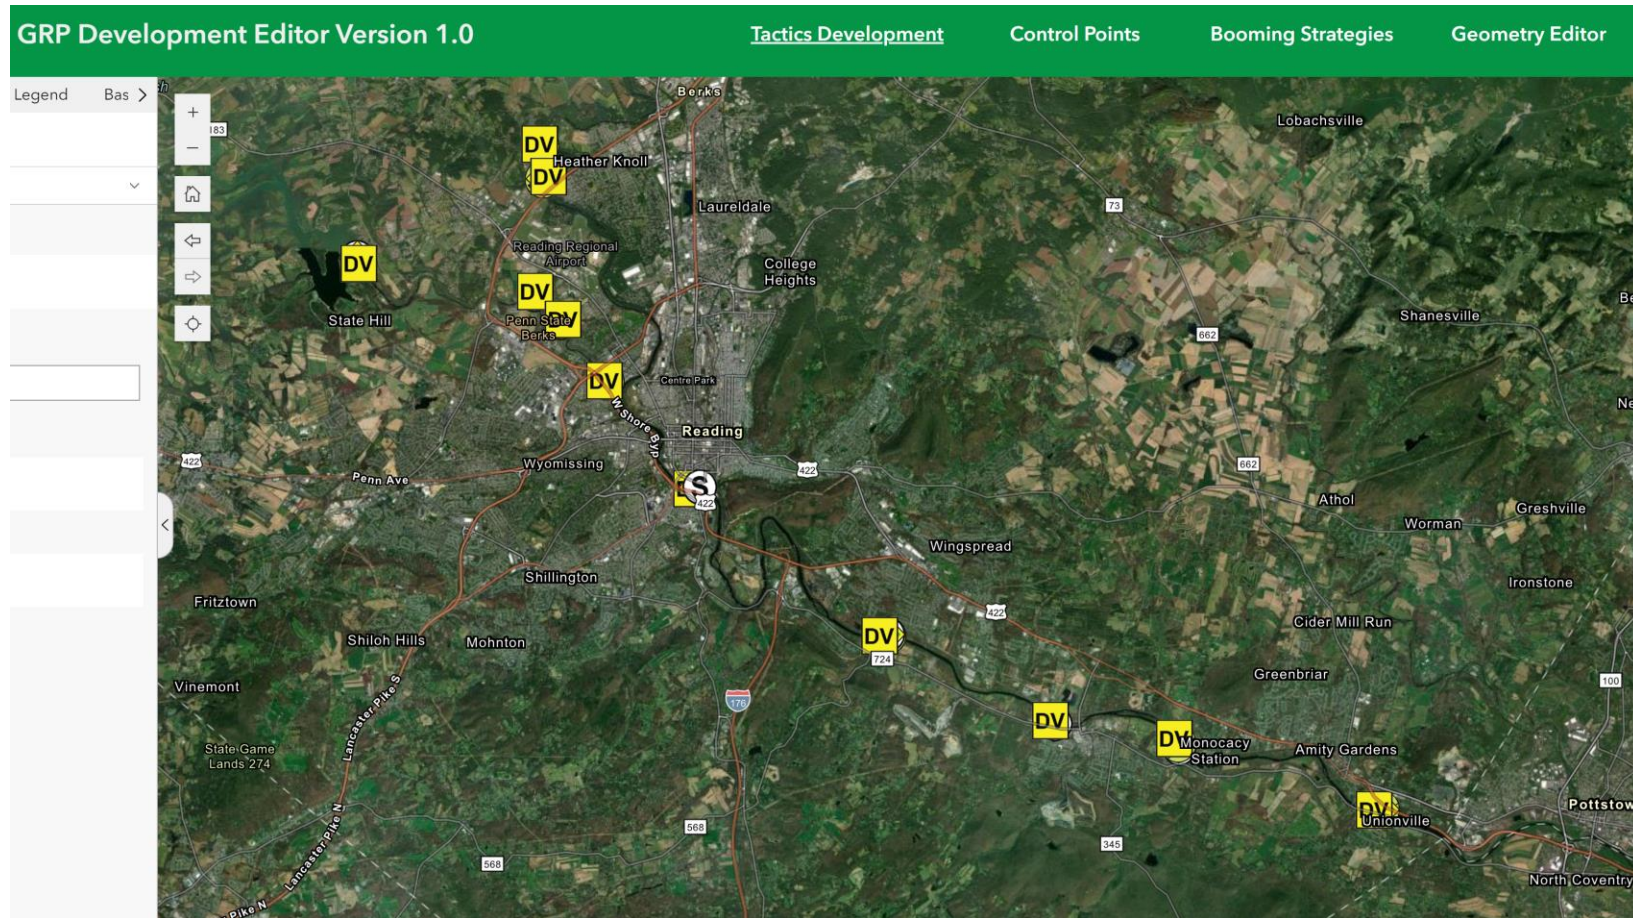 GRP Development Editor Version 1.0
Tactics Development
Control Points
Booming Strategies
Geometry Editor
Legend
Bas
Berks
183
Lobachsville
DV
Heather Knoll
DV
Laureldale
73
Reading Regional
Airport
DV
College
Heights
DV
State Hill
Penn State
Berks
DV
Shanesville
662
DV
Centre Park
W Shore Byp
Reading
422
Wyomissing
422
662
Penn Ave
S
422
Athol
Greshville
Worman
Wingspread
Shillington
Ironstone
Fritztown
422
Cider Mill Run
Shiloh Hills
Mohnton
DV
724
Greenbriar
Vinemont
100
176
Lancaster Pike S
DV
State Game
Lands 274
DV
Monocacy
Station
Amity Gardens
DV
Pottstow
Unionville
568
345
568
Lancaster Pike N
North Coventry
Pike N